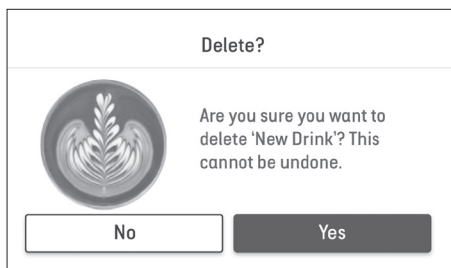 Delete?
Are you sure you want to
delete ‘New Drink’? This
cannot be undone.
No
Yes